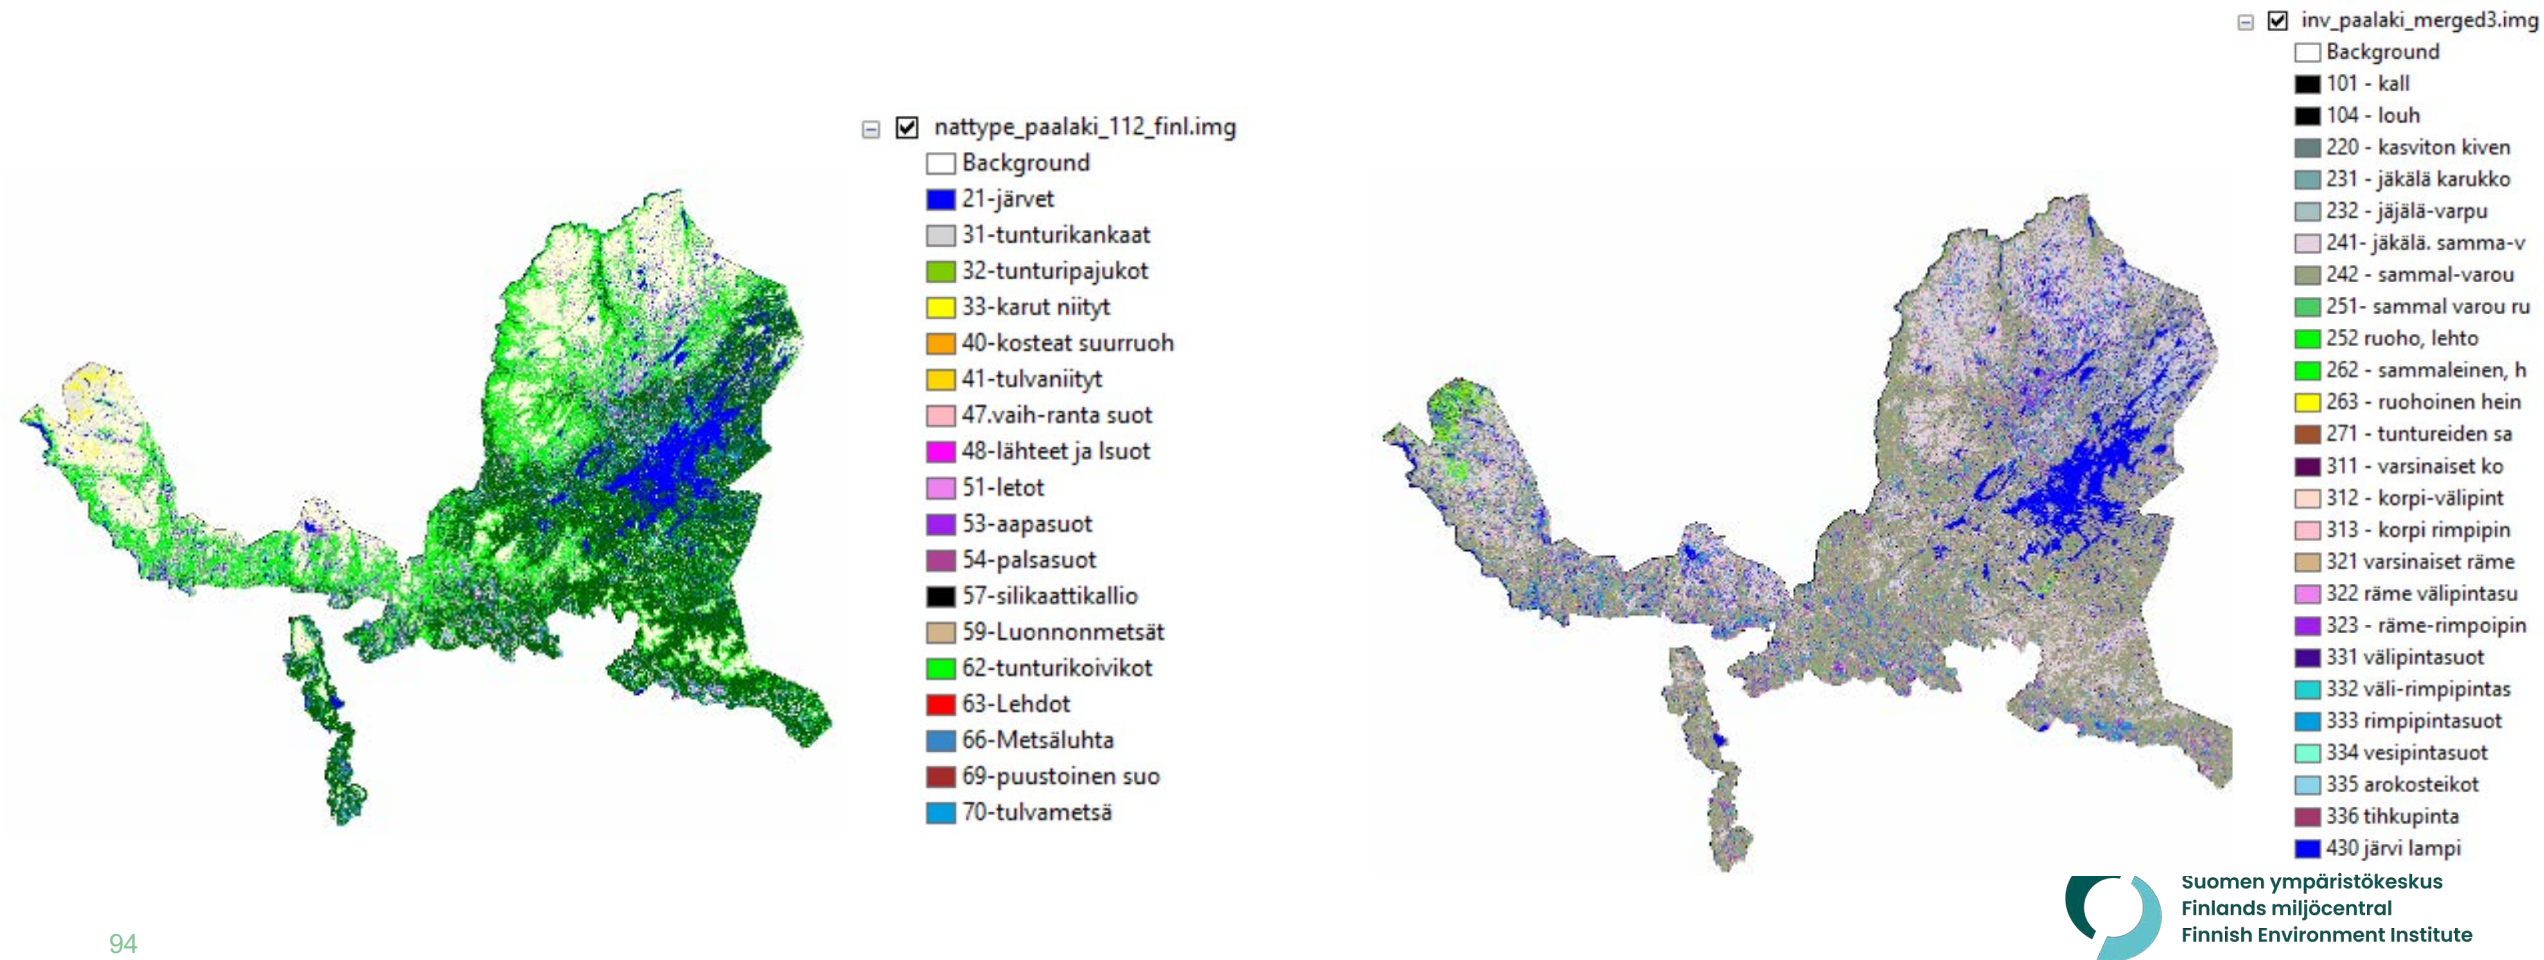 nattype_paalaki_112_finl.img
Background
21-järvet
31-tunturikankaat
32-tunturipajukot
33-karut niityt
40-kosteat suurruoh
41-tulvaniityt
47.vaih-ranta suot
48-lähteet ja lsuot
51-letot
53-aapasuot
54-palsasuot
57-silikaattikallio
59-Luonnonmetsät
62-tunturikoivikot
63-Lehdot
66-Metsäluhta
69-puustoinen suo
70-tulvametsä
inv_paalaki_merged3.img
Background
101 - kall
104 - louh
220 - kasviton kiven
231 - jäkälä karukko
232 - jäjälä-varpu
241- jäkälä. samma-v
242 - sammal-varou
251- sammal varou ru
252 ruoho, lehto
262 - sammaleinen, h
263 - ruohoinen hein
271 - tuntureiden sa
311 - varsinaiset ko
312 - korpi-välipint
313 - korpi rimpipin
321 varsinaiset räme
322 räme välipintasu
323 - räme-rimpoipin
331 välipintasuot
332 väli-rimpipintas
333 rimpipintasuot
334 vesipintasuot
335 arokosteikot
336 tihkupinta
430 järvi lampi
Suomen ympäristökeskus
Finlands miljöcentral
Finnish Environment Institute
94